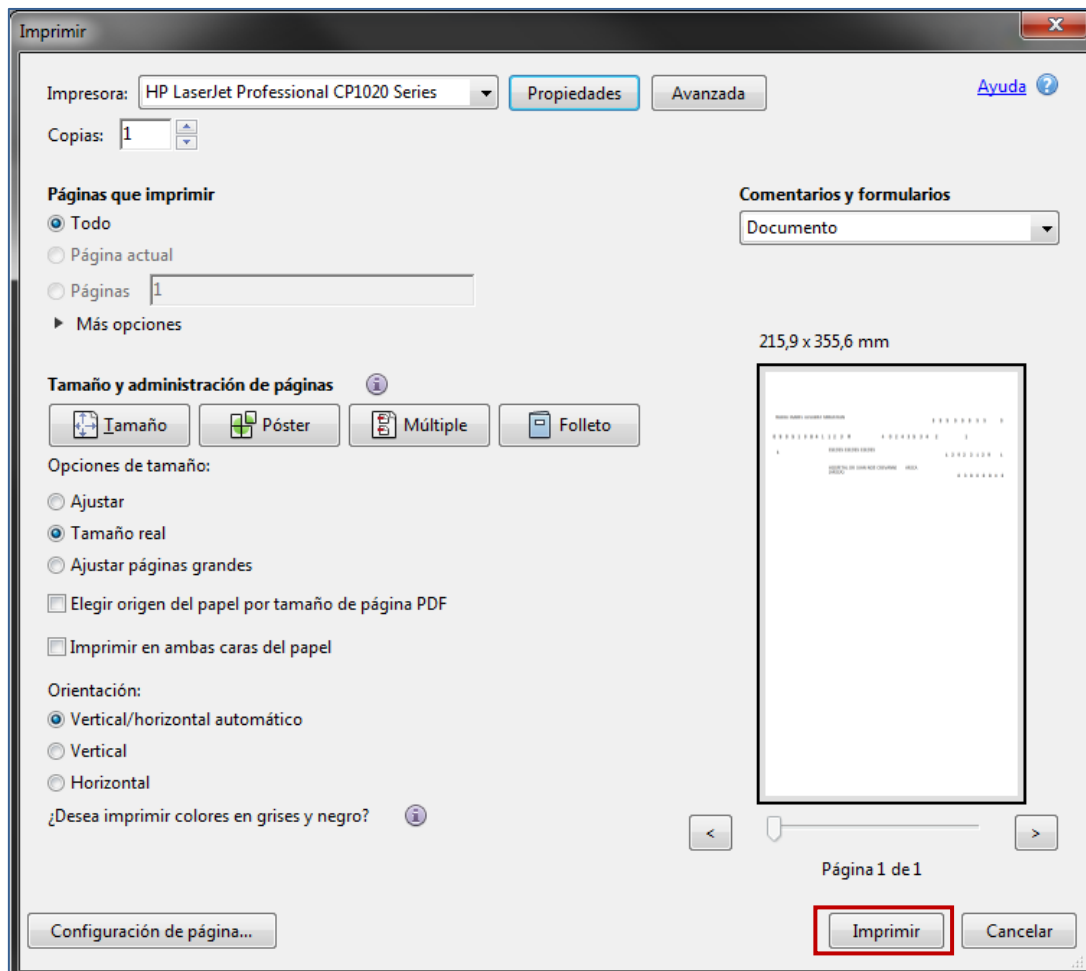 Imprimir
Impresora: HP LaserJet Professional CP1020 Series Propiedades Avanzada Ayuda
Copias: 1
Páginas que imprimir
Todo
Página actual
Páginas 1
Más opciones
Comentarios y formularios
Documento
Tamaño y administración de páginas
Tamaño Póster Múltiple Folleto
Opciones de tamaño:
Ajustar
Tamaño real
Ajustar páginas grandes
Elegir origen del papel por tamaño de página PDF
Imprimir en ambas caras del papel
Orientación:
Vertical/horizontal automático
Vertical
Horizontal
¿Desea imprimir colores en grises y negro?
215,9 x 355,6 mm
< >
Página 1 de 1
Configuración de página... Imprimir Cancelar